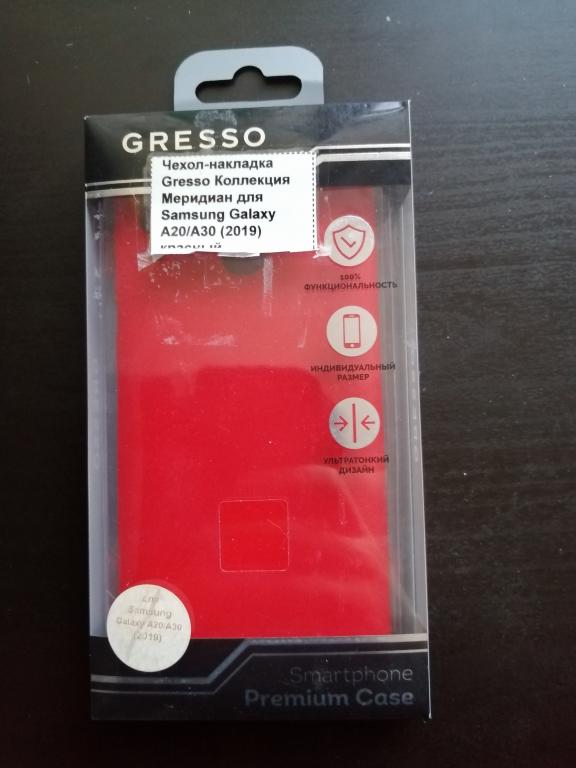 GRESSO
Чехол-накладка
Gresso Коллекция
Меридиан для
Samsung Galaxy
A20/A30 (2019)
красный
100%
ФУНКЦИОНАЛЬНОСТЬ
ИНДИВИДУАЛЬНЫЙ
РАЗМЕР
УЛЬТРАТОНКИЙ
ДИЗАЙН
Для
Samsung
Galaxy A20/A30
(2019)
Smartphone
Premium Case